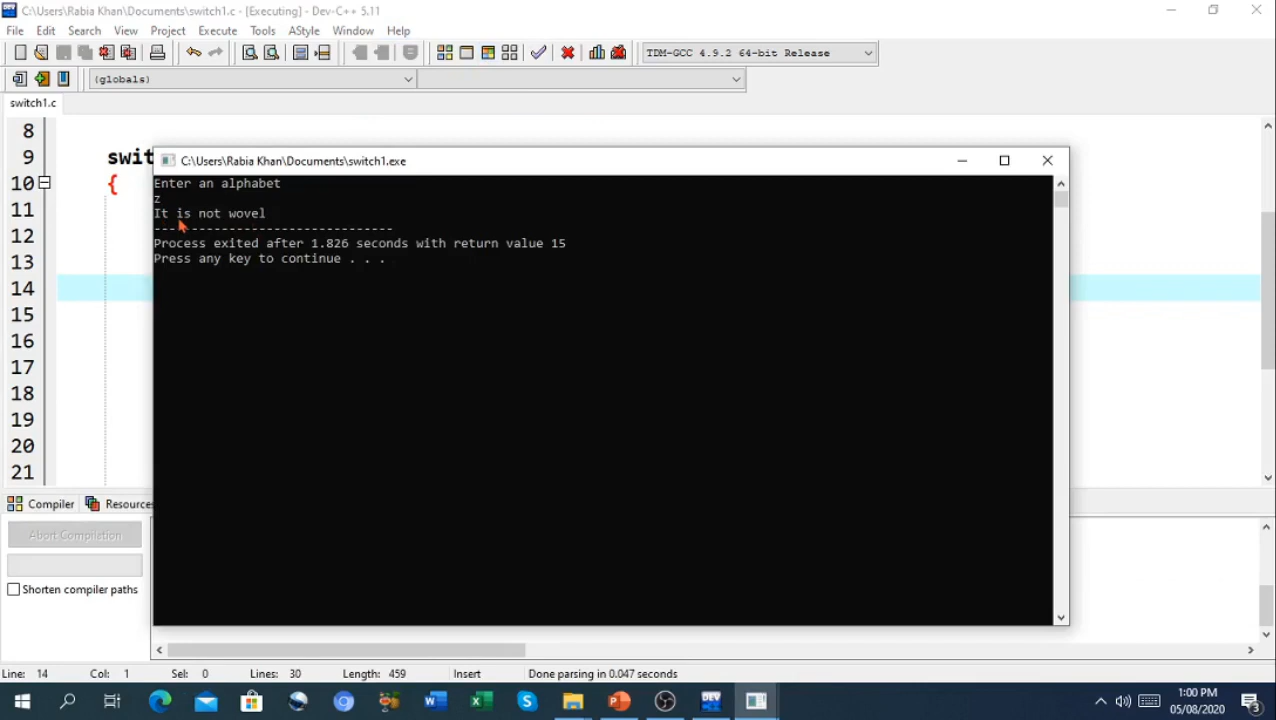 C:\Users\Rabia Khan\Documents\switch1.c - [Executing] - Dev-C++ 5.11
File Edit Search View Project Execute Tools AStyle Window Help
TDM-GCC 4.9.2 64-bit Release
(globals)
switch1.c
8
9 swit
10 {
11
12
13
14
15
16
17
18
19
20
21
C:\Users\Rabia Khan\Documents\switch1.exe
Enter an alphabet
z
It is not wovel
--------------------------------
Process exited after 1.826 seconds with return value 15
Press any key to continue . . .
Compiler Resources
Abort Compilation
Shorten compiler paths
Line: 14 Col: 1 Sel: 0 Lines: 30 Length: 459 Insert Done parsing in 0.047 seconds
1:00 PM
05/08/2020